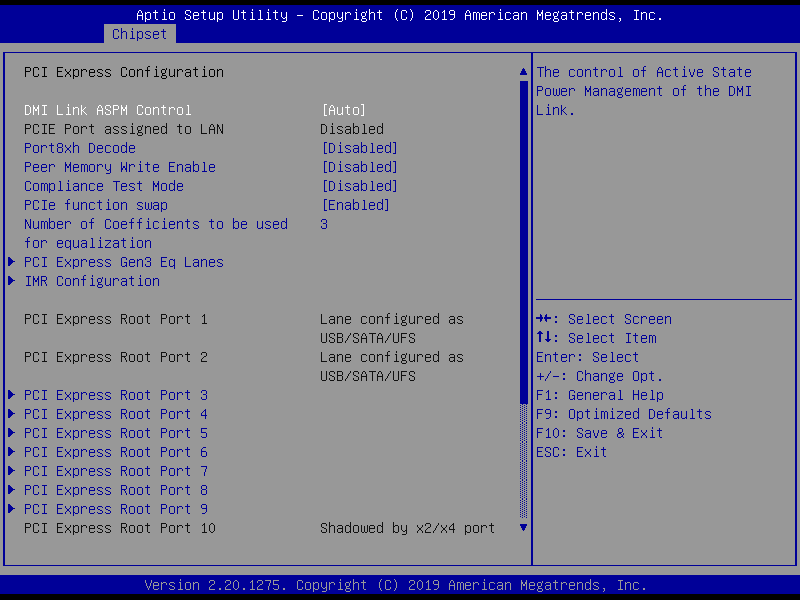 Aptio Setup Utility – Copyright (C) 2019 American Megatrends, Inc.
Chipset
PCI Express Configuration
DMI Link ASPM Control [Auto]
PCIE Port assigned to LAN Disabled
Port8xh Decode [Disabled]
Peer Memory Write Enable [Disabled]
Compliance Test Mode [Disabled]
PCIe function swap [Enabled]
Number of Coefficients to be used 3
for equalization
PCI Express Gen3 Eq Lanes
IMR Configuration
PCI Express Root Port 1 Lane configured as
USB/SATA/UFS
PCI Express Root Port 2 Lane configured as
USB/SATA/UFS
PCI Express Root Port 3
PCI Express Root Port 4
PCI Express Root Port 5
PCI Express Root Port 6
PCI Express Root Port 7
PCI Express Root Port 8
PCI Express Root Port 9
PCI Express Root Port 10 Shadowed by x2/x4 port
The control of Active State
Power Management of the DMI
Link.
→←: Select Screen
↑↓: Select Item
Enter: Select
+/-: Change Opt.
F1: General Help
F9: Optimized Defaults
F10: Save & Exit
ESC: Exit
Version 2.20.1275. Copyright (C) 2019 American Megatrends, Inc.